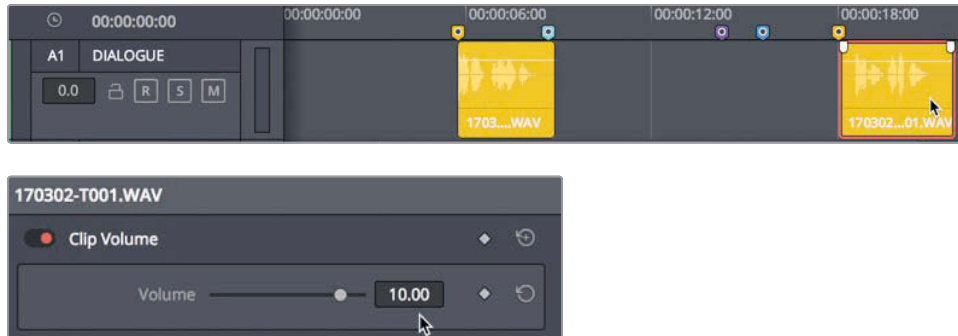 00:00:00:00 00:00:00:00 00:00:06:00 00:00:12:00 00:00:18:00
A1 DIALOGUE
0.0 R S M
1703....WAV 170302...01.WAV
170302-T001.WAV
Clip Volume
Volume 10.00